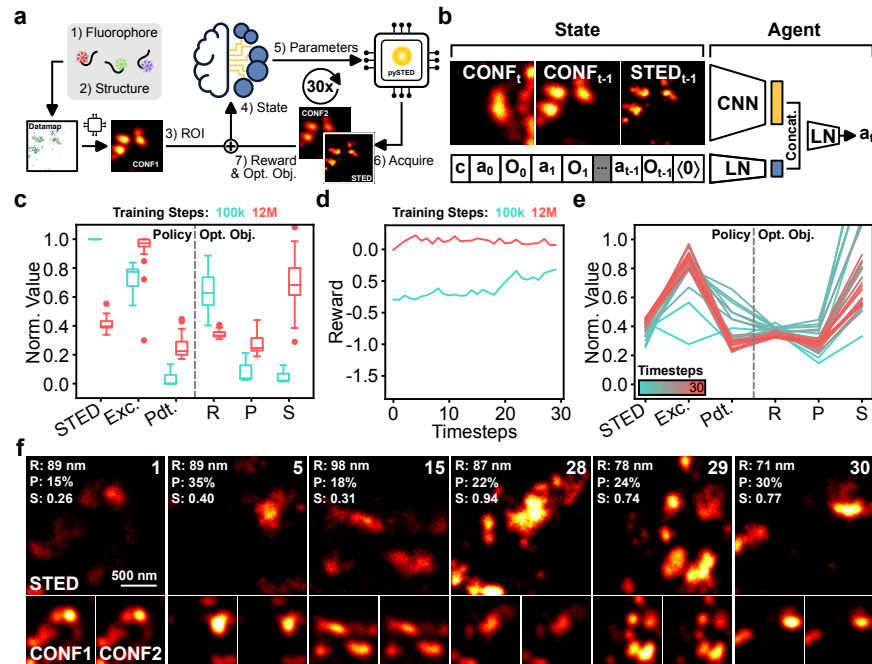 a
1) Fluorophore
2) Structure
5) Parameters
pySTED
30x
Datamap
3) ROI
4) State
CONF1
CONF2
STED
6) Acquire
7) Reward
& Opt. Obj.
b
State
Agent
CONFt
CONFt-1
STEDt-1
CNN
Concat.
LN
at
c a0 O0 a1 O1 ... at-1 Ot-1 ⟨0⟩
LN
c
Training Steps: 100k 12M
Policy Opt. Obj.
Norm. Value
1.0
0.8
0.6
0.4
0.2
0.0
STED Exc. Pdt. R P S
d
Training Steps: 100k 12M
Reward
0.0
-0.5
-1.0
-1.5
0 10 20 30
Timesteps
e
Policy Opt. Obj.
Norm. Value
1.0
0.8
0.6
0.4
0.2
0.0
Timesteps
30
STED Exc. Pdt. R P S
f
R: 89 nm
P: 15%
S: 0.26
1
STED
500 nm
CONF1 CONF2
R: 89 nm
P: 35%
S: 0.40
5
R: 98 nm
P: 18%
S: 0.31
15
R: 87 nm
P: 22%
S: 0.94
28
R: 78 nm
P: 24%
S: 0.74
29
R: 71 nm
P: 30%
S: 0.77
30